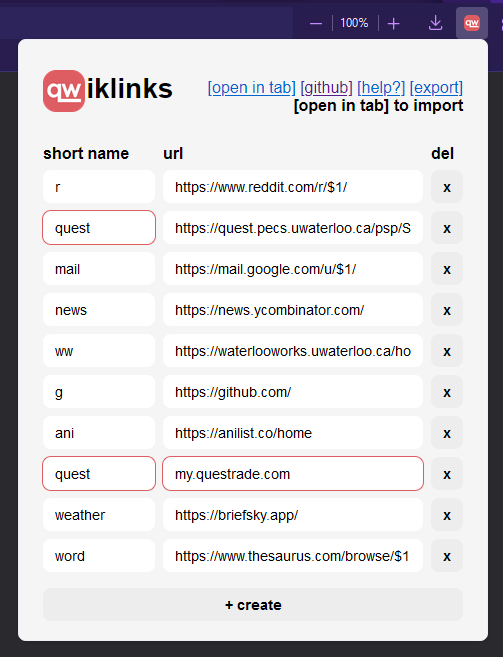 100%
qw
qwiklinks
[open in tab] [github] [help?] [export]
[open in tab] to import
short name url del
r https://www.reddit.com/r/$1/ x
quest https://quest.pecs.uwaterloo.ca/psp/S x
mail https://mail.google.com/u/$1/ x
news https://news.ycombinator.com/ x
ww https://waterlooworks.uwaterloo.ca/ho x
g https://github.com/ x
ani https://anilist.co/home x
quest my.questrade.com x
weather https://briefsky.app/ x
word https://www.thesaurus.com/browse/$1 x
+ create